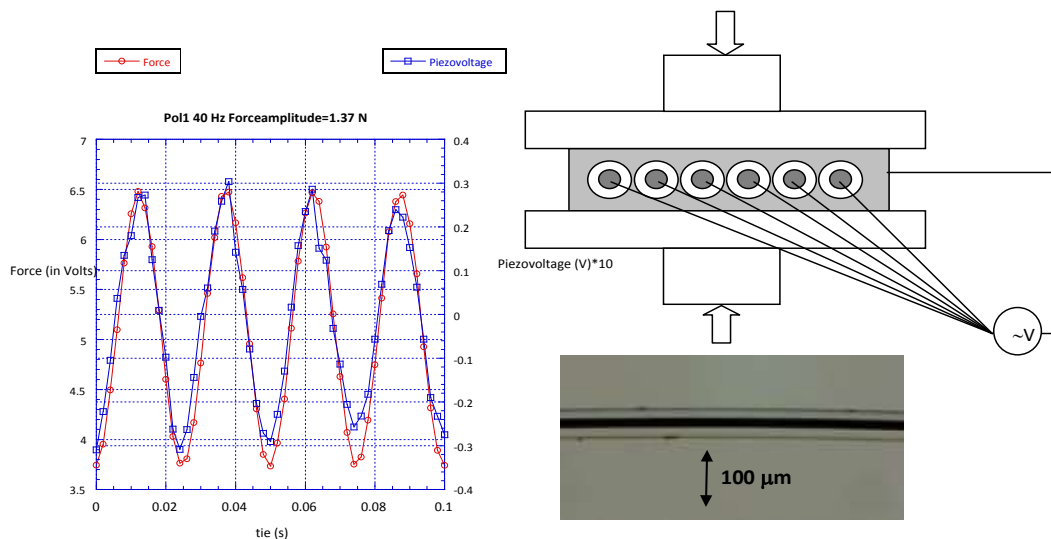 Force
Piezovoltage
Pol1 40 Hz Forceamplitude=1.37 N
7
6.5
6
5.5
5
4.5
4
3.5
Force (in Volts)
0.4
0.3
0.2
0.1
0
-0.1
-0.2
-0.3
-0.4
Piezovoltage (V)*10
0
0.02
0.04
0.06
0.08
0.1
tie (s)
~V
100 μm